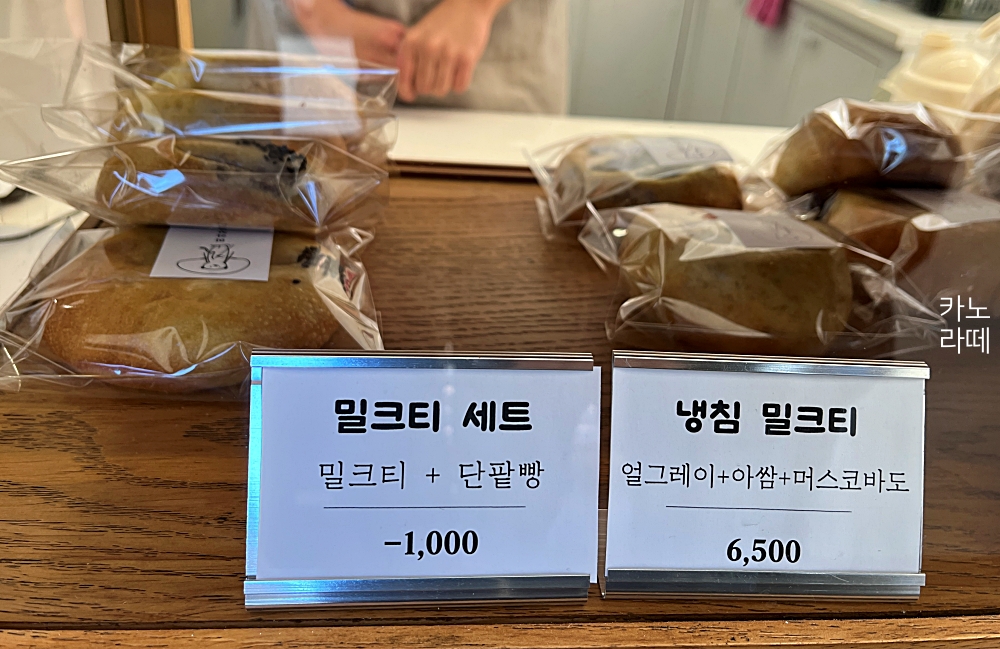 카노
라떼
밀크티 세트
밀크티 + 단팥빵
-1,000
냉침 밀크티
얼그레이+아쌈+머스코바도
6,500